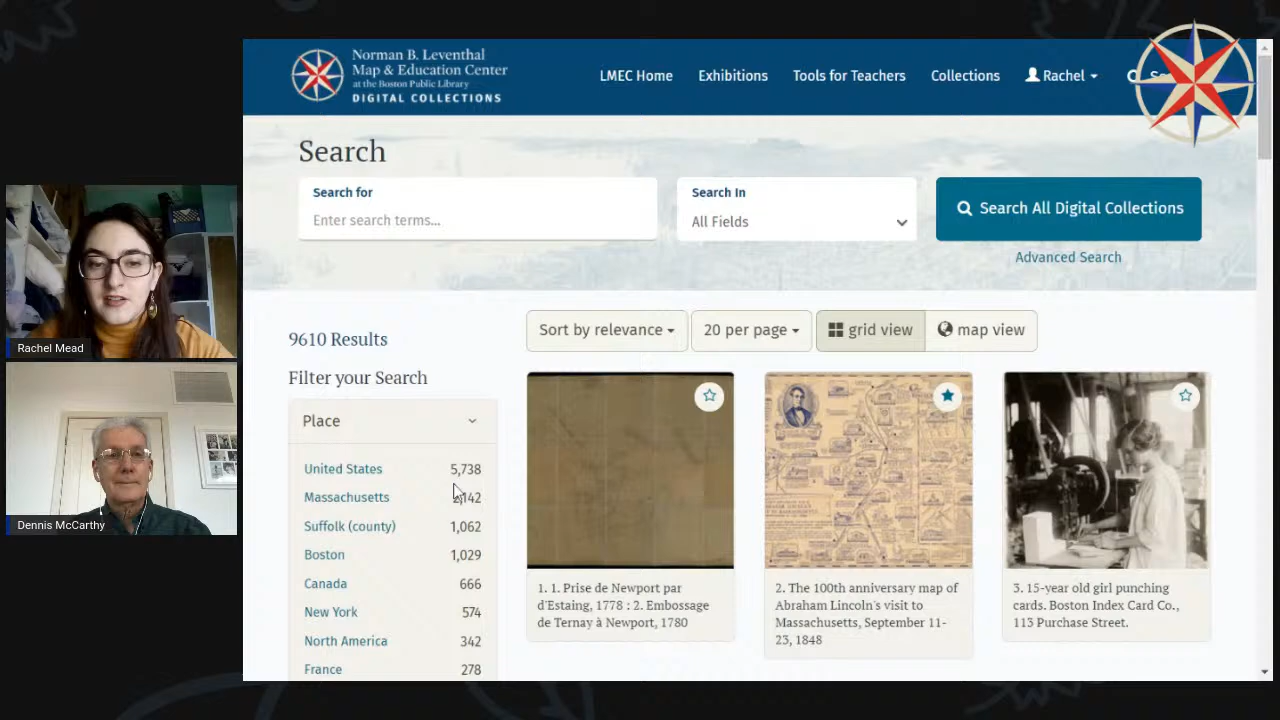 Norman B. Leventhal
Map & Education Center
at the Boston Public Library
DIGITAL COLLECTIONS
LMEC Home
Exhibitions
Tools for Teachers
Collections
Rachel
Search
Search for
Enter search terms...
Search In
All Fields
Search All Digital Collections
Advanced Search
9610 Results
Sort by relevance
20 per page
grid view
map view
Filter your Search
Place
United States 5,738
Massachusetts
Suffolk (county) 1,062
Boston 1,029
Canada 666
New York 574
North America 342
France 278
1. 1. Prise de Newport par
d'Estaing, 1778 : 2. Embossage
de Ternay à Newport, 1780
2. The 100th anniversary map of
Abraham Lincoln's visit to
Massachusetts, September 11-
23, 1848
3. 15-year old girl punching
cards. Boston Index Card Co.,
113 Purchase Street.
Rachel Mead
Dennis McCarthy